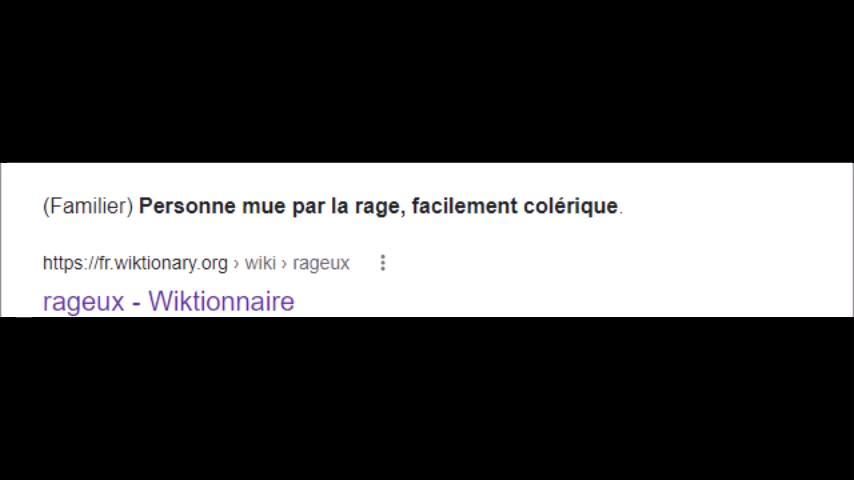 (Familier) Personne mue par la rage, facilement colérique.
https://fr.wiktionary.org › wiki › rageux
rageux - Wiktionnaire